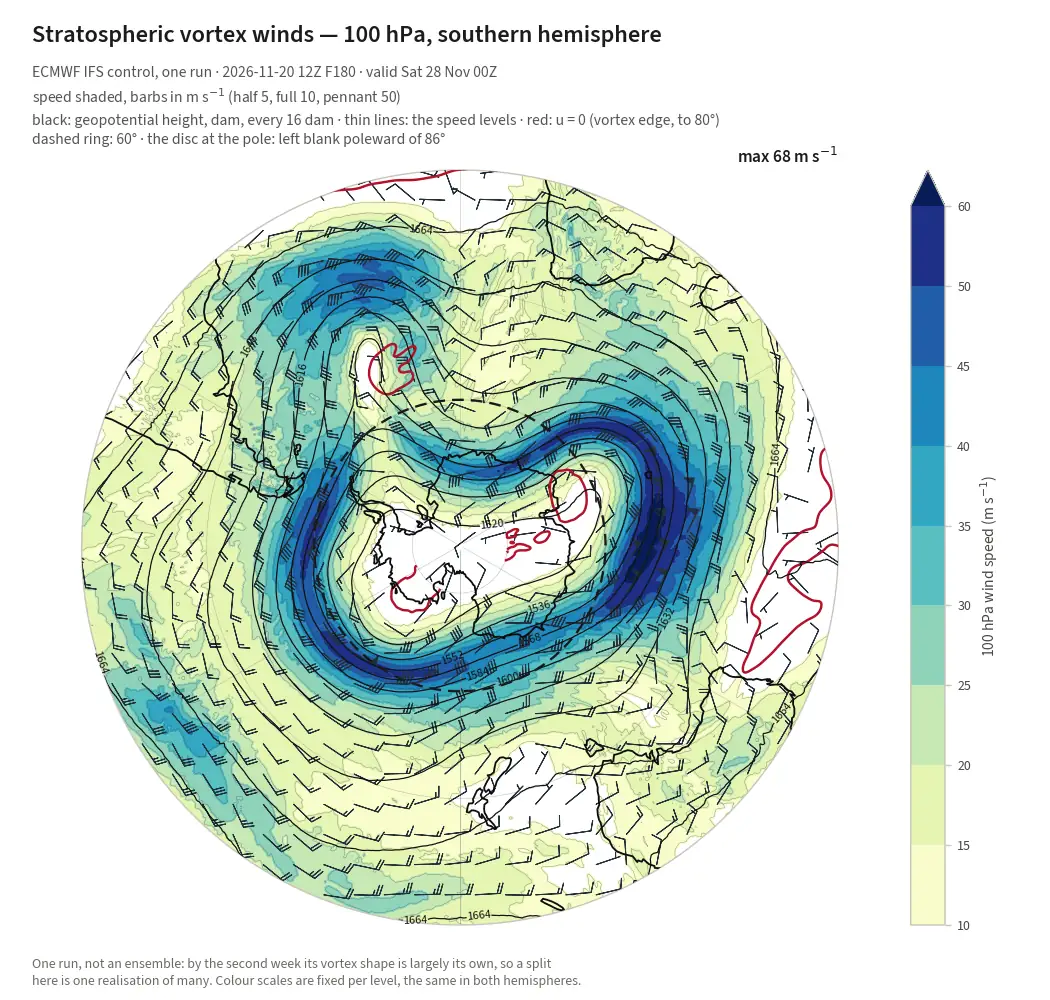 Stratospheric vortex winds — 100 hPa, southern hemisphere
ECMWF IFS control, one run · 2026-11-20 12Z F180 · valid Sat 28 Nov 00Z
speed shaded, barbs in m s⁻¹ (half 5, full 10, pennant 50)
black: geopotential height, dam, every 16 dam · thin lines: the speed levels · red: u = 0 (vortex edge, to 80°)
dashed ring: 60° · the disc at the pole: left blank poleward of 86°
max 68 m s⁻¹
1664
1616
1664
1520
1536
1632
1552
1584
1600
1664
1664
1664
1664
60
50
45
40
35
30
25
20
15
10
100 hPa wind speed (m s⁻¹)
One run, not an ensemble: by the second week its vortex shape is largely its own, so a split
here is one realisation of many. Colour scales are fixed per level, the same in both hemispheres.